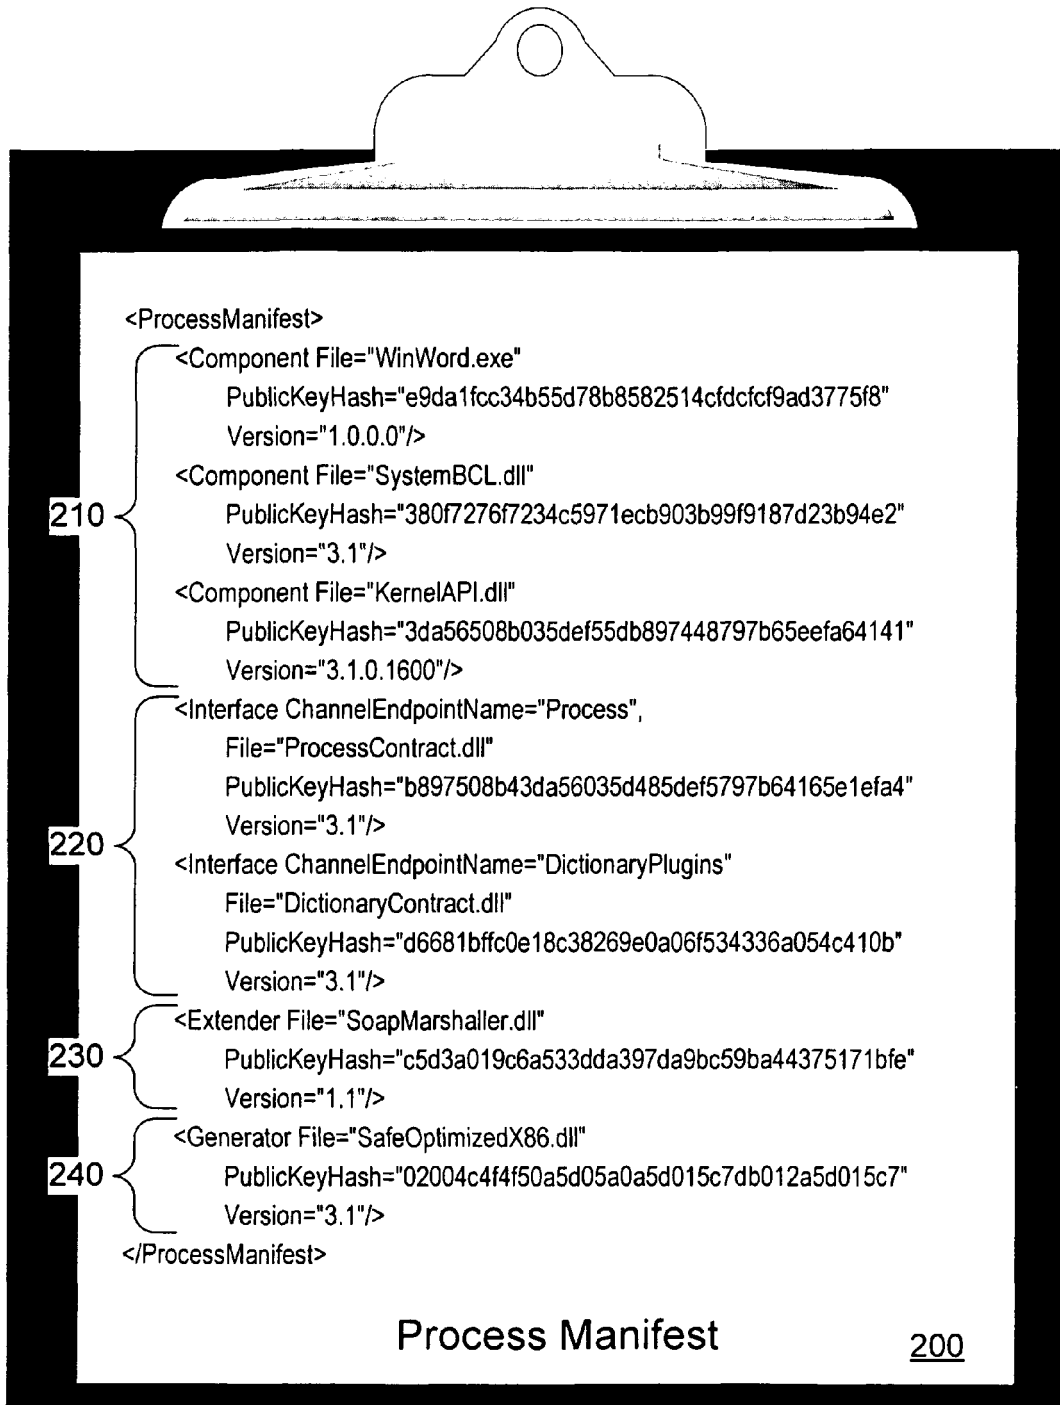 <ProcessManifest>
<Component File="WinWord.exe"
PublicKeyHash="e9da1fcc34b55d78b8582514cfdcfcf9ad3775f8"
Version="1.0.0.0"/>
<Component File="SystemBCL.dll"
210
PublicKeyHash="380f7276f7234c5971ecb903b99f9187d23b94e2"
Version="3.1"/>
<Component File="KernelAPI.dll"
PublicKeyHash="3da56508b035def55db897448797b65eefa64141"
Version="3.1.0.1600"/>
<Interface ChannelEndpointName="Process",
File="ProcessContract.dll"
PublicKeyHash="b897508b43da56035d485def5797b64165e1efa4"
Version="3.1"/>
220
<Interface ChannelEndpointName="DictionaryPlugins"
File="DictionaryContract.dll"
PublicKeyHash="d6681bffc0e18c38269e0a06f534336a054c410b"
Version="3.1"/>
<Extender File="SoapMarshaller.dll"
230
PublicKeyHash="c5d3a019c6a533dda397da9bc59ba44375171bfe"
Version="1.1"/>
<Generator File="SafeOptimizedX86.dll"
240
PublicKeyHash="02004c4f4f50a5d05a0a5d015c7db012a5d015c7"
Version="3.1"/>
</ProcessManifest>
Process Manifest
200